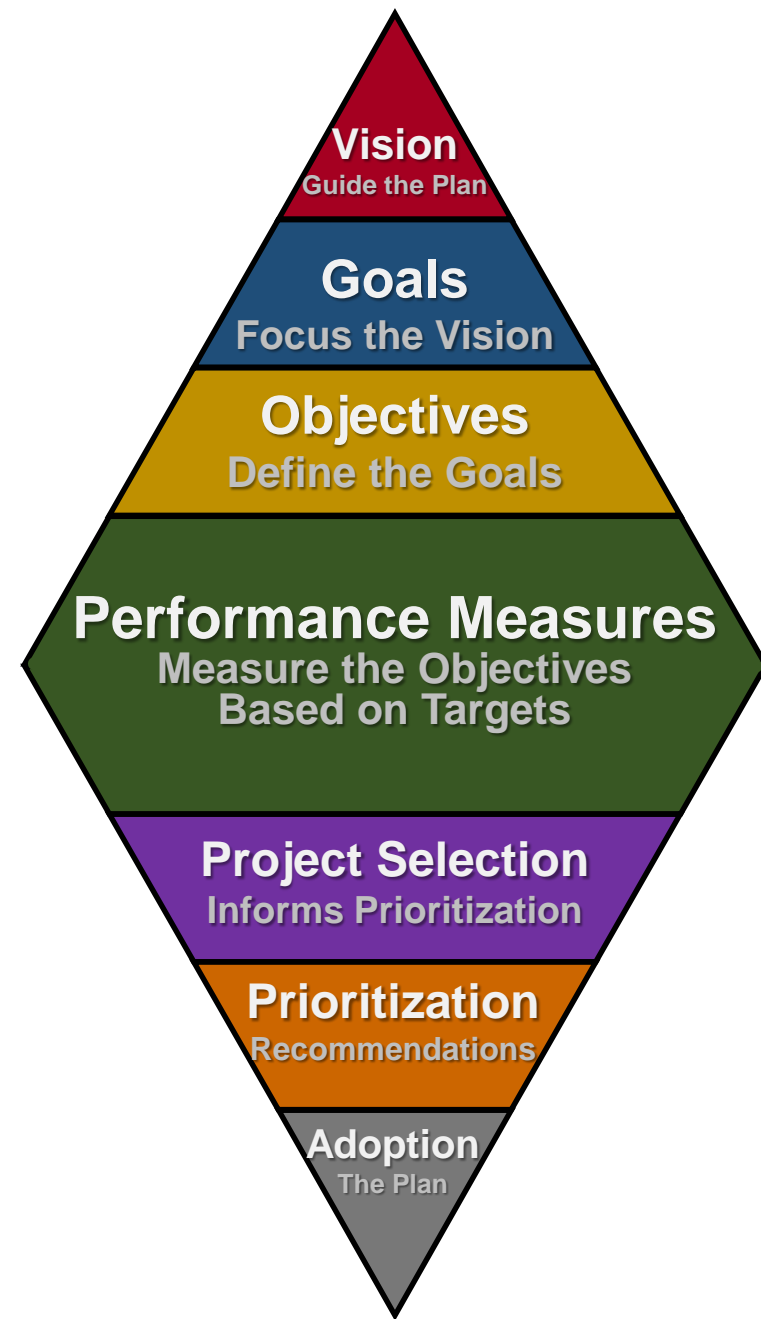 Vision
Guide the Plan
Goals
Focus the Vision
Objectives
Define the Goals
Performance Measures
Measure the Objectives
Based on Targets
Project Selection
Informs Prioritization
Prioritization
Recommendations
Adoption
The Plan